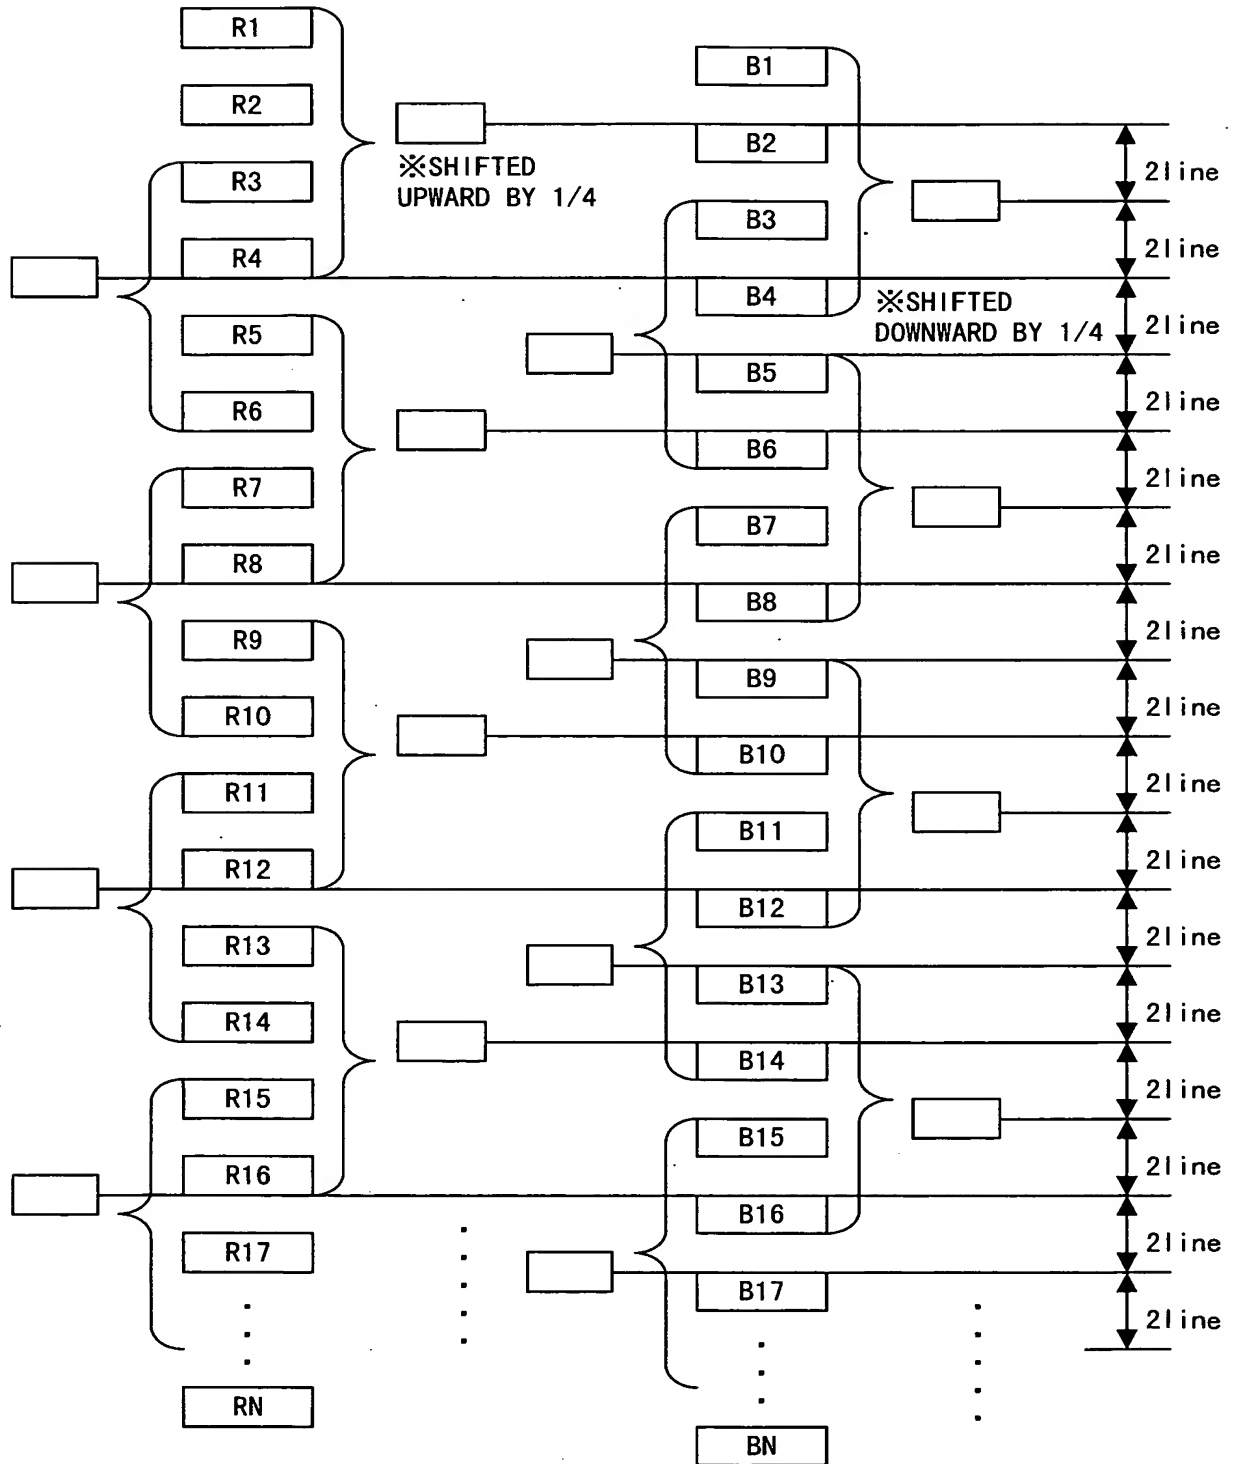 R1
B1
R2
B2
※SHIFTED
UPWARD BY 1/4
2line
R3
B3
2line
R4
B4
※SHIFTED
DOWNWARD BY 1/4
2line
R5
B5
2line
R6
B6
2line
R7
B7
2line
R8
B8
2line
R9
B9
2line
R10
B10
2line
R11
B11
2line
R12
B12
2line
R13
B13
2line
R14
B14
2line
R15
B15
2line
R16
B16
2line
R17
B17
2line
RN
BN